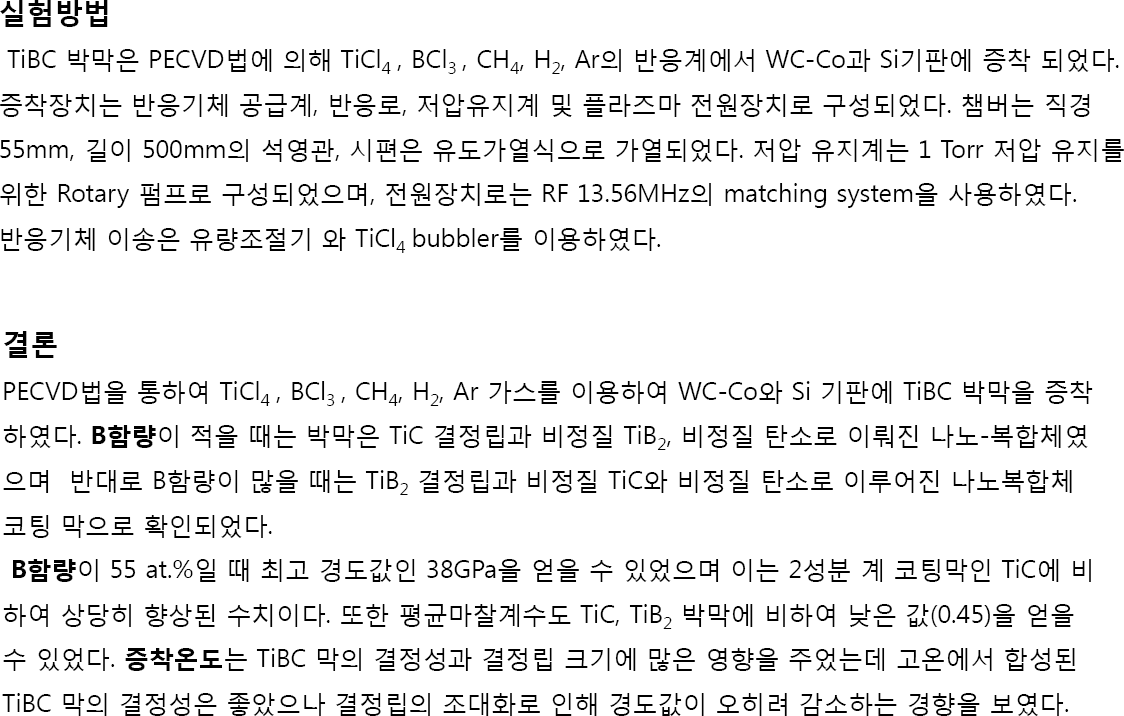 실험방법
TiBC 박막은 PECVD법에 의해 TiCl₄ , BCl₃ , CH₄, H₂, Ar의 반응계에서 WC-Co과 Si기판에 증착 되었다.
증착장치는 반응기체 공급계, 반응로, 저압유지계 및 플라즈마 전원장치로 구성되었다. 챔버는 직경
55mm, 길이 500mm의 석영관, 시편은 유도가열식으로 가열되었다. 저압 유지계는 1 Torr 저압 유지를
위한 Rotary 펌프로 구성되었으며, 전원장치로는 RF 13.56MHz의 matching system을 사용하였다.
반응기체 이송은 유량조절기 와 TiCl₄ bubbler를 이용하였다.
결론
PECVD법을 통하여 TiCl₄ , BCl₃ , CH₄, H₂, Ar 가스를 이용하여 WC-Co와 Si 기판에 TiBC 박막을 증착
하였다. B함량이 적을 때는 박막은 TiC 결정립과 비정질 TiB₂, 비정질 탄소로 이뤄진 나노-복합체였
으며  반대로 B함량이 많을 때는 TiB₂ 결정립과 비정질 TiC와 비정질 탄소로 이루어진 나노복합체
코팅 막으로 확인되었다.
B함량이 55 at.%일 때 최고 경도값인 38GPa을 얻을 수 있었으며 이는 2성분 계 코팅막인 TiC에 비
하여 상당히 향상된 수치이다. 또한 평균마찰계수도 TiC, TiB₂ 박막에 비하여 낮은 값(0.45)을 얻을
수 있었다. 증착온도는 TiBC 막의 결정성과 결정립 크기에 많은 영향을 주었는데 고온에서 합성된
TiBC 막의 결정성은 좋았으나 결정립의 조대화로 인해 경도값이 오히려 감소하는 경향을 보였다.